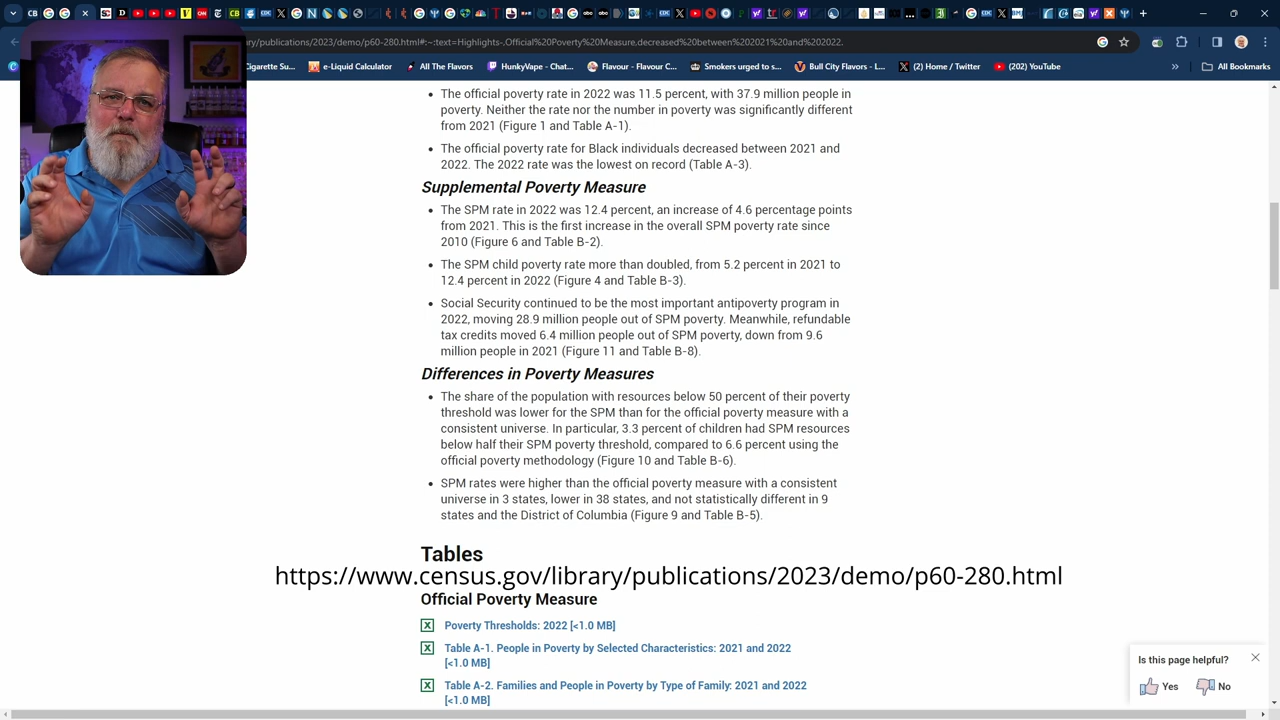 ry/publications/2023/demo/p60-280.html#:~:text=Highlights-,Official%20Poverty%20Measure,decreased%20between%202021%20and%202022.
Cigarette Su...
e-Liquid Calculator
All The Flavors
HunkyVape - Chat...
Flavour – Flavour C...
Smokers urged to s...
Bull City Flavors – L...
(2) Home / Twitter
(202) YouTube
»
All Bookmarks
The official poverty rate in 2022 was 11.5 percent, with 37.9 million people in
poverty. Neither the rate nor the number in poverty was significantly different
from 2021 (Figure 1 and Table A-1).
The official poverty rate for Black individuals decreased between 2021 and
2022. The 2022 rate was the lowest on record (Table A-3).
Supplemental Poverty Measure
The SPM rate in 2022 was 12.4 percent, an increase of 4.6 percentage points
from 2021. This is the first increase in the overall SPM poverty rate since
2010 (Figure 6 and Table B-2).
The SPM child poverty rate more than doubled, from 5.2 percent in 2021 to
12.4 percent in 2022 (Figure 4 and Table B-3).
Social Security continued to be the most important antipoverty program in
2022, moving 28.9 million people out of SPM poverty. Meanwhile, refundable
tax credits moved 6.4 million people out of SPM poverty, down from 9.6
million people in 2021 (Figure 11 and Table B-8).
Differences in Poverty Measures
The share of the population with resources below 50 percent of their poverty
threshold was lower for the SPM than for the official poverty measure with a
consistent universe. In particular, 3.3 percent of children had SPM resources
below half their SPM poverty threshold, compared to 6.6 percent using the
official poverty methodology (Figure 10 and Table B-6).
SPM rates were higher than the official poverty measure with a consistent
universe in 3 states, lower in 38 states, and not statistically different in 9
states and the District of Columbia (Figure 9 and Table B-5).
Tables
https://www.census.gov/library/publications/2023/demo/p60-280.html
Official Poverty Measure
Poverty Thresholds: 2022 [<1.0 MB]
Table A-1. People in Poverty by Selected Characteristics: 2021 and 2022
[<1.0 MB]
Table A-2. Families and People in Poverty by Type of Family: 2021 and 2022
[<1.0 MB]
Is this page helpful?
Yes
No